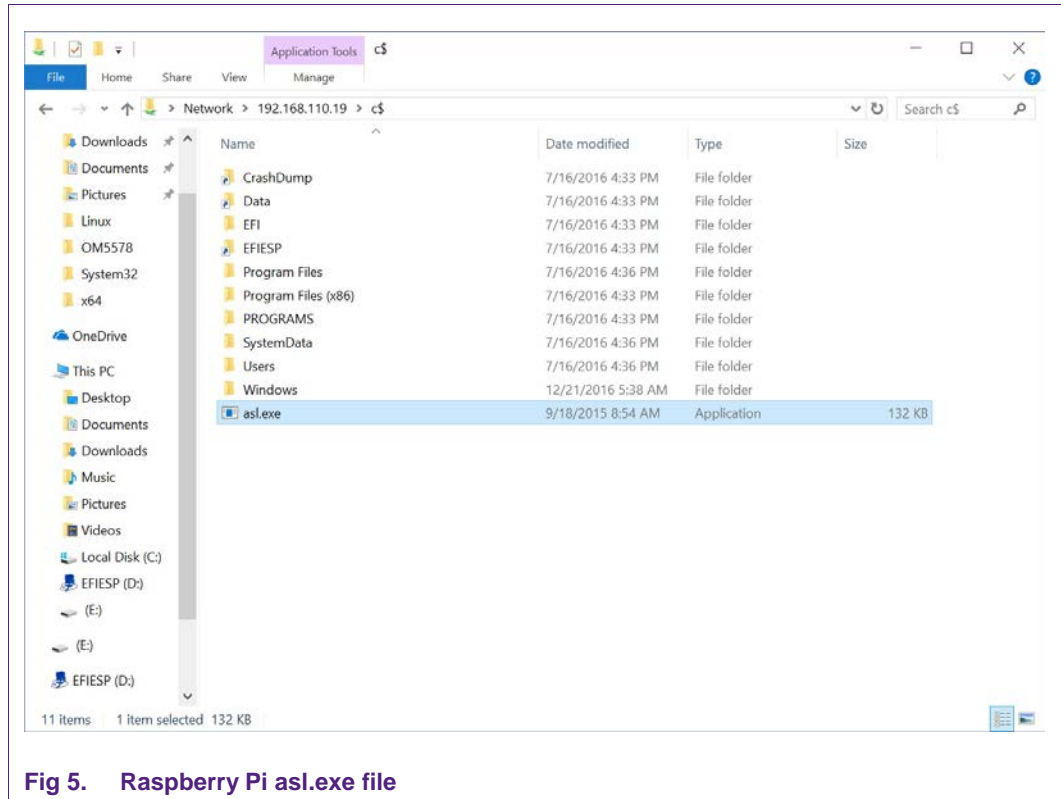 Application Tools c$
File Home Share View Manage
Network > 192.168.110.19 > c$ Search c$
Downloads
Documents
Pictures
Linux
OM5578
System32
x64
OneDrive
This PC
Desktop
Documents
Downloads
Music
Pictures
Videos
Local Disk (C:)
EFIESP (D:)
(E:)
(E:)
EFIESP (D:)
Name Date modified Type Size
CrashDump 7/16/2016 4:33 PM File folder
Data 7/16/2016 4:33 PM File folder
EFI 7/16/2016 4:33 PM File folder
EFIESP 7/16/2016 4:33 PM File folder
Program Files 7/16/2016 4:36 PM File folder
Program Files (x86) 7/16/2016 4:33 PM File folder
PROGRAMS 7/16/2016 4:33 PM File folder
SystemData 7/16/2016 4:36 PM File folder
Users 7/16/2016 4:36 PM File folder
Windows 12/21/2016 5:38 AM File folder
asl.exe 9/18/2015 8:54 AM Application 132 KB
11 items 1 item selected 132 KB
Fig 5. Raspberry Pi asl.exe file